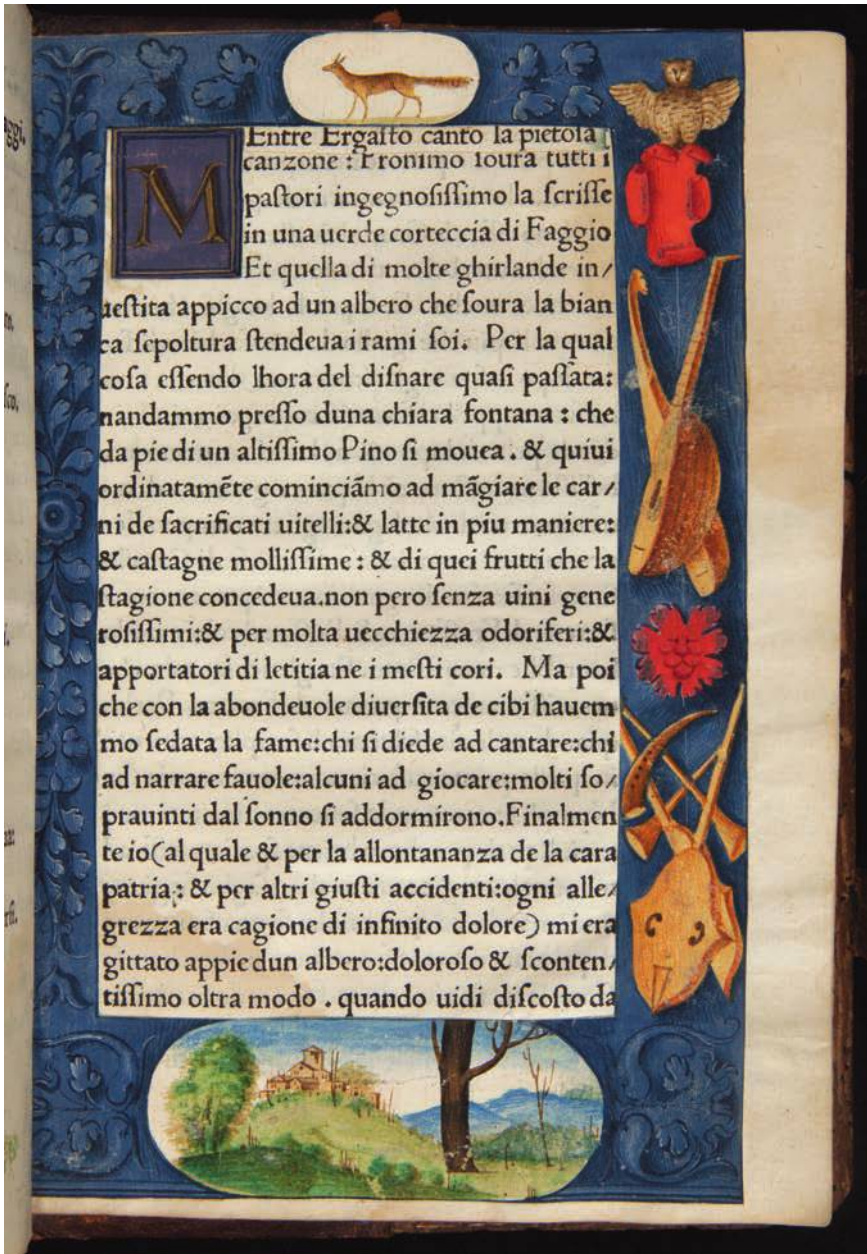 MEntre Ergaſto canto la pietoſa
canzone : Fronimo ſoura tutti i
paſtori ingegnoſiſſimo la ſcriſſe
in una uerde corteccia di Faggio
Et quella di molte ghirlande in/
ueſtita appicco ad un albero che ſoura la bian
ca ſepoltura ſtendeua i rami ſoi. Per la qual
coſa eſſendo lhora del diſnare quaſi paſſata:
nandammo preſſo duna chiara fontana : che
da pie di un altiſſimo Pino ſi mouea . & quiui
ordinatamēte cominciāmo ad māgiare le car/
ni de ſacrificati uitelli:& latte in piu maniere:
& caſtagne molliſſime : & di quei frutti che la
ſtagione concedeua.non pero ſenza uini gene
roſiſſimi:& per molta uecchiezza odoriferi:&
apportatori di letitia ne i meſti cori. Ma poi
che con la abondeuole diuerſita de cibi hauem
mo ſedata la fame:chi ſi diede ad cantare:chi
ad narrare fauole:alcuni ad giocare:molti ſo/
prauinti dal ſonno ſi addormirono.Finalmen
te io(al quale & per la allontananza de la cara
patria : & per altri giuſti accidenti:ogni alle/
grezza era cagione di infinito dolore) mi era
gittato appie dun albero:doloroſo & ſconten/
tiſſimo oltra modo . quando uidi diſcoſto da